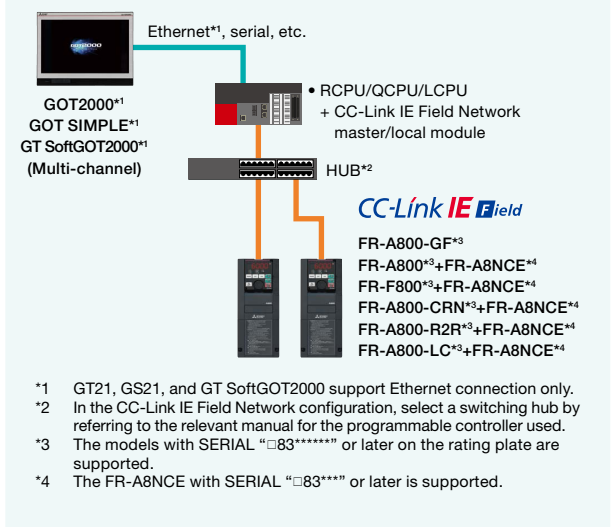 Ethernet*1, serial, etc.
GOT2000
GOT2000*1
GOT SIMPLE*1
GT SoftGOT2000*1
(Multi-channel)
• RCPU/QCPU/LCPU
+ CC-Link IE Field Network
master/local module
HUB*2
CC-Link IE Field
FR-A800-GF*3
FR-A800*3+FR-A8NCE*4
FR-F800*3+FR-A8NCE*4
FR-A800-CRN*3+FR-A8NCE*4
FR-A800-R2R*3+FR-A8NCE*4
FR-A800-LC*3+FR-A8NCE*4
*1 GT21, GS21, and GT SoftGOT2000 support Ethernet connection only.
*2 In the CC-Link IE Field Network configuration, select a switching hub by
referring to the relevant manual for the programmable controller used.
*3 The models with SERIAL “□83******” or later on the rating plate are
supported.
*4 The FR-A8NCE with SERIAL “□83***” or later is supported.